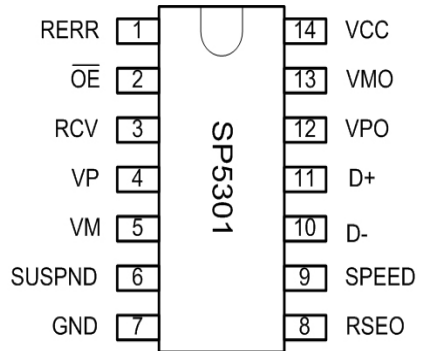 RERR 1 14 VCC
OE 2 13 VMO
RCV 3 12 VPO
VP 4 11 D+
VM 5 10 D-
SUSPND 6 9 SPEED
GND 7 8 RSEO
SP5301